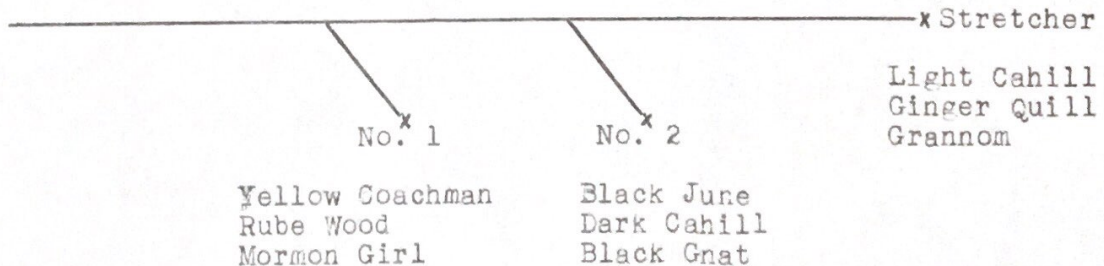 x Stretcher
Light Cahill
Ginger Quill
Grannom
x
No. 1
x
No. 2
Yellow Coachman
Rube Wood
Mormon Girl
Black June
Dark Cahill
Black Gnat